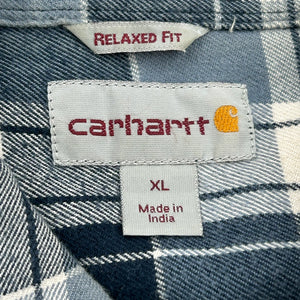 RELAXED FIT
carhartt
XL
Made in
India